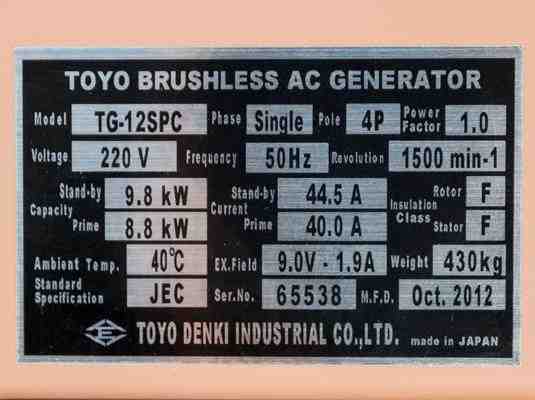 TOYO BRUSHLESS AC GENERATOR
Model TG-12SPC Phase Single Pole 4P Power Factor 1.0
Voltage 220 V Frequency 50Hz Revolution 1500 min-1
Capacity Stand-by 9.8 kW Current Stand-by 44.5 A Insulation Class Rotor F
Prime 8.8 kW Prime 40.0 A Stator F
Ambient Temp. 40℃ EX.Field 9.0V - 1.9A Weight 430kg
Standard Specification JEC Ser.No. 65538 M.F.D. Oct. 2012
E TOYO DENKI INDUSTRIAL CO.,LTD. made in JAPAN